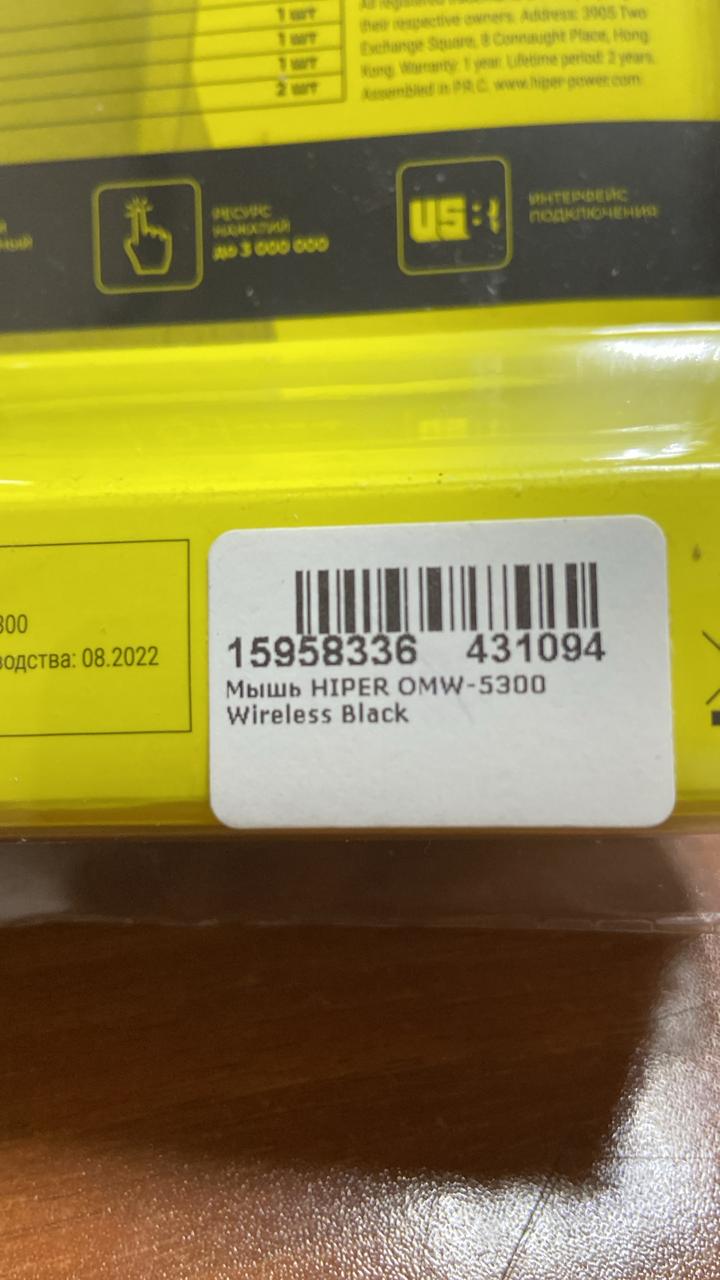 1 шт
1 шт
1 шт
2 шт
All registered
their respective owners. Address: 3905 Two
Exchange Square, 8 Connaught Place, Hong
Kong. Warranty: 1 year. Lifetime period: 2 years.
Assembled in P.R.C. www.hiper-power.com
РЕСУРС
НАЖАТИЙ
до 3 000 000
ИНТЕРФЕЙС
ПОДКЛЮЧЕНИЯ
300
водства: 08.2022
15958336 431094
Мышь HIPER OMW-5300
Wireless Black